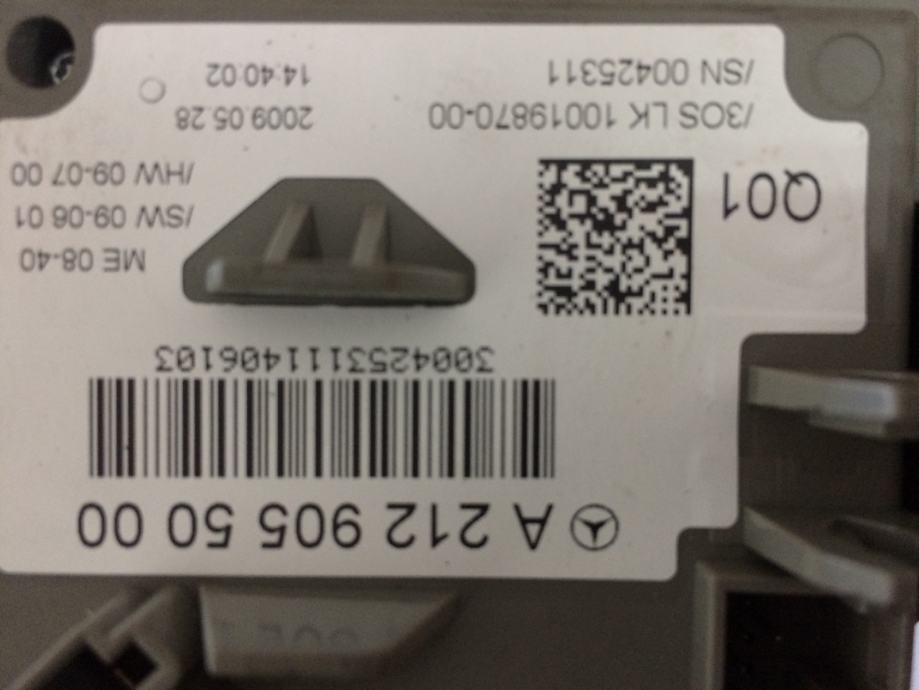 A 212 905 50 00
3004253111406103
Q01
ME 08-40
/SW 09-06 01
/HW 09-07 00
/3OS LK 10019870-00 2009.05.28
/SN 00425311 14:40:02